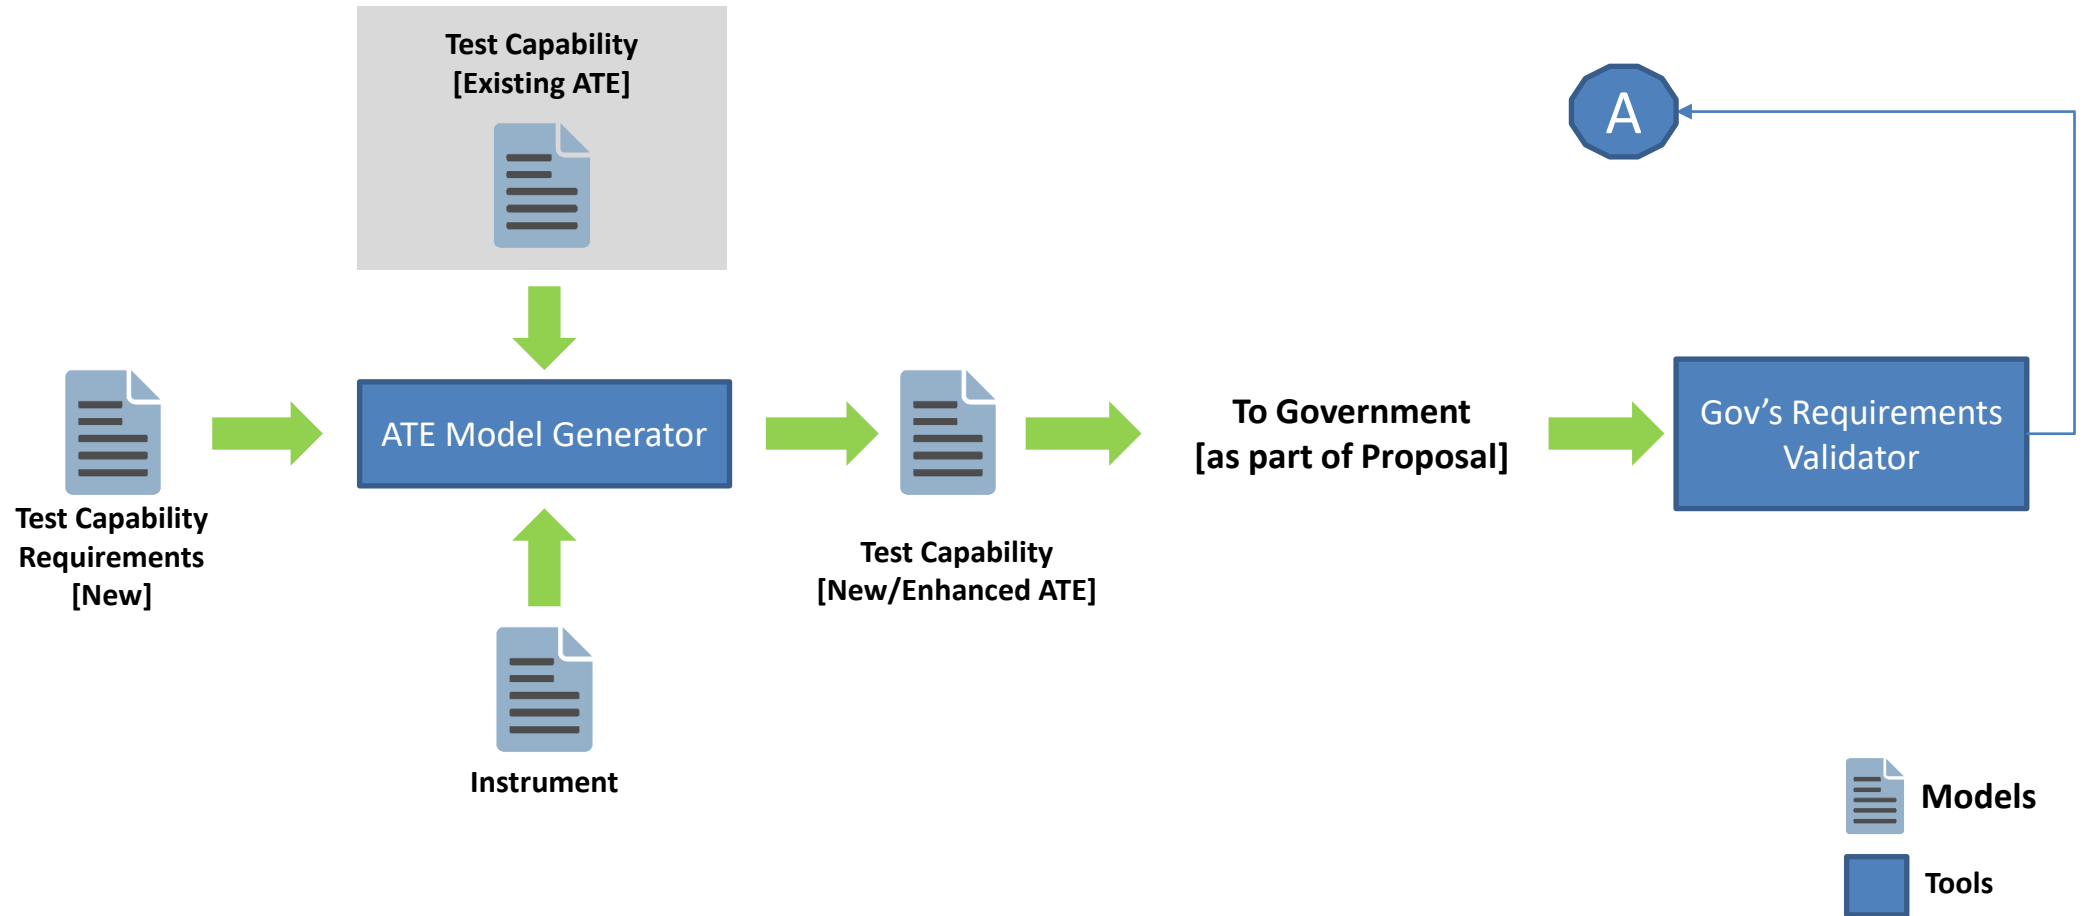 Test Capability
[Existing ATE]
A
Test Capability
Requirements
[New]
ATE Model Generator
Instrument
Test Capability
[New/Enhanced ATE]
To Government
[as part of Proposal]
Gov’s Requirements
Validator
Models
Tools